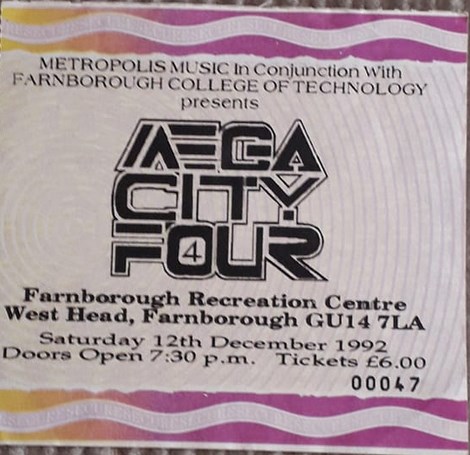 METROPOLIS MUSIC In Conjunction With
FARNBOROUGH COLLEGE OF TECHNOLOGY
presents
MEGA
CITY
FOUR
4
Farnborough Recreation Centre
West Head, Farnborough GU14 7LA
Saturday 12th December 1992
Doors Open 7:30 p.m. Tickets £6.00
00047